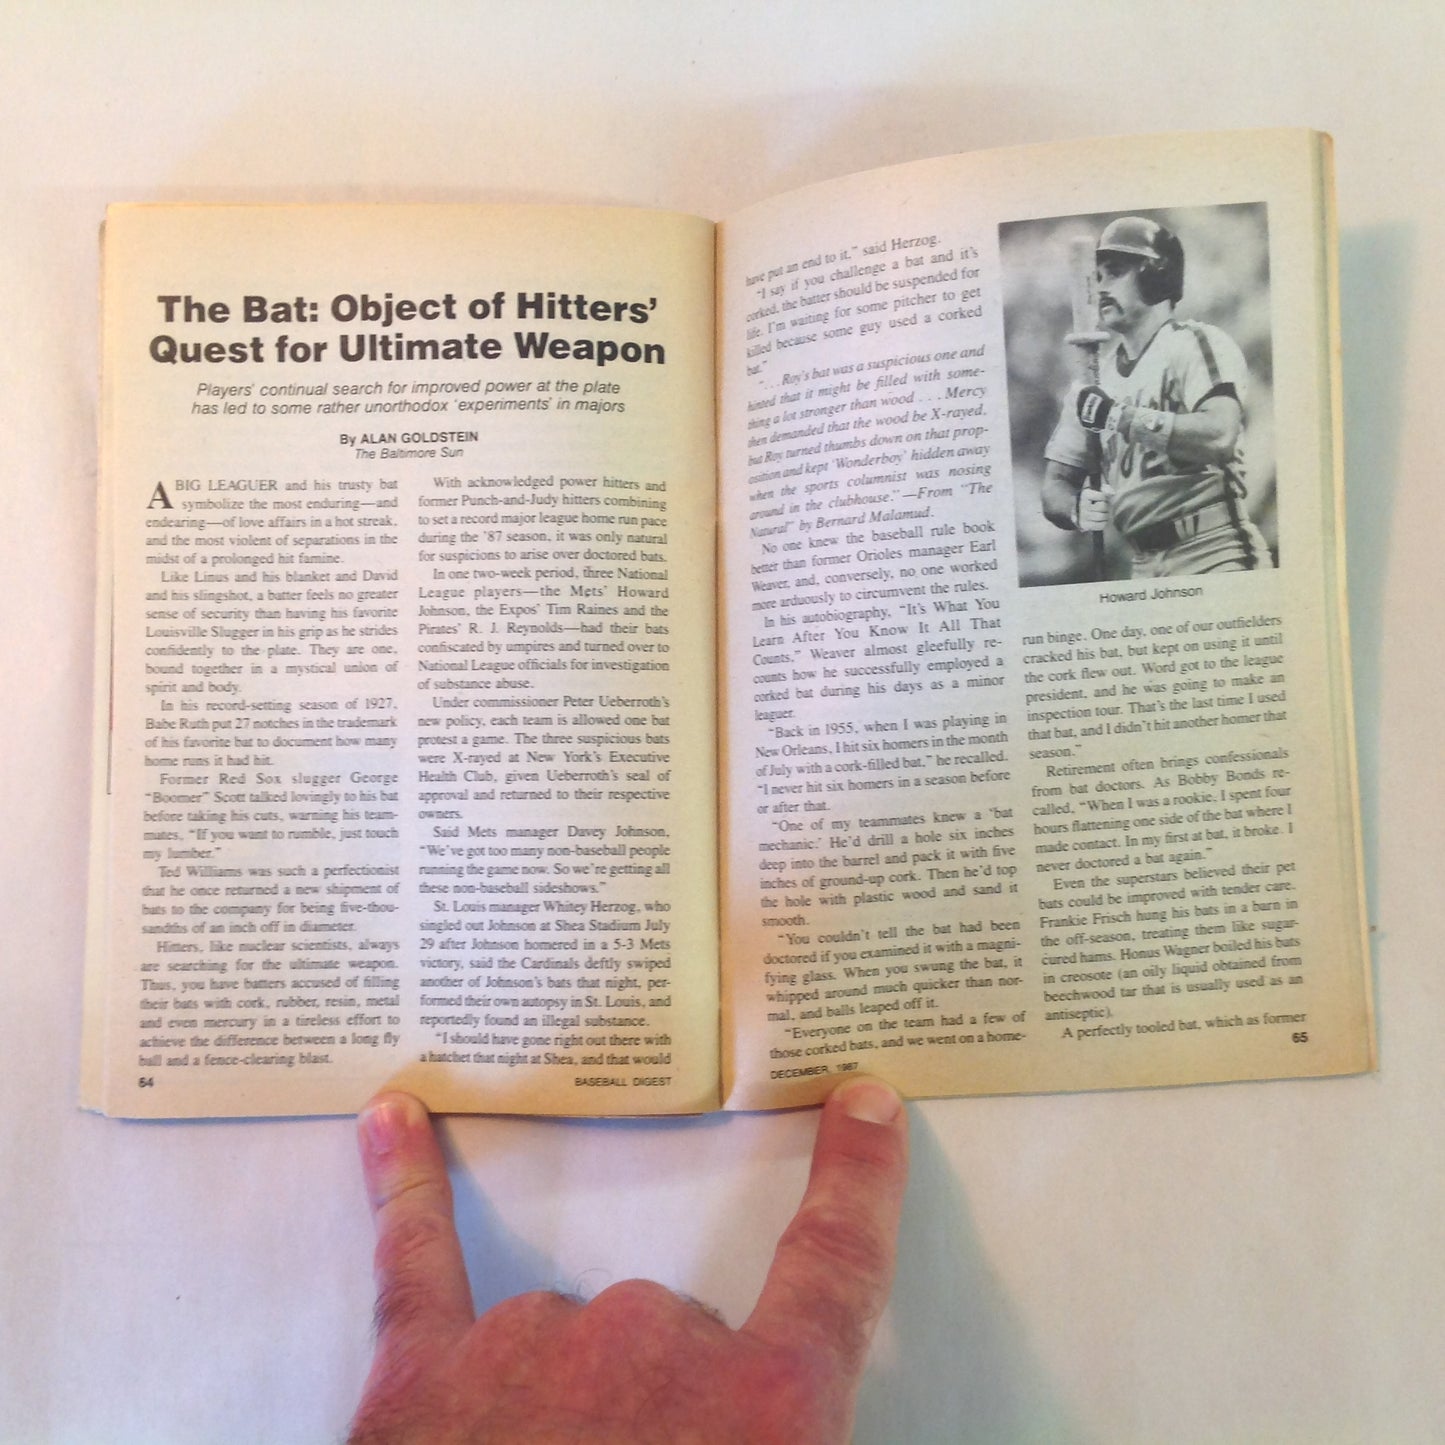 The Bat: Object of Hitters'
Quest for Ultimate Weapon
Players' continual search for improved power at the plate
has led to some rather unorthodox 'experiments' in majors
By ALAN GOLDSTEIN
The Baltimore Sun
A BIG LEAGUER and his trusty bat
symbolize the most enduring—and
endearing—of love affairs in a hot streak,
and the most violent of separations in the
midst of a prolonged hit famine.
Like Linus and his blanket and David
and his slingshot, a batter feels no greater
sense of security than having his favorite
Louisville Slugger in his grip as he strides
confidently to the plate. They are one,
bound together in a mystical union of
spirit and body.
In his record-setting season of 1927,
Babe Ruth put 27 notches in the trademark
of his favorite bat to document how many
home runs it had hit.
Former Red Sox slugger George
"Boomer" Scott talked lovingly to his bat
before taking his cuts, warning his team-
mates, "If you want to rumble, just touch
my lumber."
Ted Williams was such a perfectionist
that he once returned a new shipment of
bats to the company for being five-thou-
sandths of an inch off in diameter.
Hitters, like nuclear scientists, always
are searching for the ultimate weapon.
Thus, you have batters accused of filling
their bats with cork, rubber, resin, metal
and even mercury in a tireless effort to
achieve the difference between a long fly
ball and a fence-clearing blast.
With acknowledged power hitters and
former Punch-and-Judy hitters combining
to set a record major league home run pace
during the '87 season, it was only natural
for suspicions to arise over doctored bats.
In one two-week period, three National
League players—the Mets' Howard
Johnson, the Expos' Tim Raines and the
Pirates' R. J. Reynolds—had their bats
confiscated by umpires and turned over to
National League officials for investigation
of substance abuse.
Under commissioner Peter Ueberroth's
new policy, each team is allowed one bat
protest a game. The three suspicious bats
were X-rayed at New York's Executive
Health Club, given Ueberroth's seal of
approval and returned to their respective
owners.
Said Mets manager Davey Johnson,
"We've got too many non-baseball people
running the game now. So we're getting all
these non-baseball sideshows."
St. Louis manager Whitey Herzog, who
singled out Johnson at Shea Stadium July
29 after Johnson homered in a 5-3 Mets
victory, said the Cardinals deftly swiped
another of Johnson's bats that night, per-
formed their own autopsy in St. Louis, and
reportedly found an illegal substance.
"I should have gone right out there with
a hatchet that night at Shea, and that would
64
BASEBALL DIGEST
have put an end to it," said Herzog.
"I say if you challenge a bat and it's
corked, the batter should be suspended for
life. I'm waiting for some pitcher to get
killed because some guy used a corked
bat."
". . . Roy's bat was a suspicious one and
hinted that it might be filled with some-
thing a lot stronger than wood . . . Mercy
then demanded that the wood be X-rayed,
but Roy turned thumbs down on that prop-
osition and kept 'Wonderboy' hidden away
when the sports columnist was nosing
around in the clubhouse."—From "The
Natural" by Bernard Malamud.
No one knew the baseball rule book
better than former Orioles manager Earl
Weaver, and, conversely, no one worked
more arduously to circumvent the rules.
In his autobiography, "It's What You
Learn After You Know It All That
Counts," Weaver almost gleefully re-
counts how he successfully employed a
corked bat during his days as a minor
leaguer.
"Back in 1955, when I was playing in
New Orleans, I hit six homers in the month
of July with a cork-filled bat," he recalled.
"I never hit six homers in a season before
or after that.
"One of my teammates knew a 'bat
mechanic.' He'd drill a hole six inches
deep into the barrel and pack it with five
inches of ground-up cork. Then he'd top
the hole with plastic wood and sand it
smooth.
"You couldn't tell the bat had been
doctored if you examined it with a magni-
fying glass. When you swung the bat, it
whipped around much quicker than nor-
mal, and balls leaped off it.
"Everyone on the team had a few of
those corked bats, and we went on a home-
Howard Johnson
run binge. One day, one of our outfielders
cracked his bat, but kept on using it until
the cork flew out. Word got to the league
president, and he was going to make an
inspection tour. That's the last time I used
that bat, and I didn't hit another homer that
season."
Retirement often brings confessionals
from bat doctors. As Bobby Bonds re-
called, "When I was a rookie, I spent four
hours flattening one side of the bat where I
made contact. In my first at bat, it broke. I
never doctored a bat again."
Even the superstars believed their pet
bats could be improved with tender care.
Frankie Frisch hung his bats in a barn in
the off-season, treating them like sugar-
cured hams. Honus Wagner boiled his bats
in creosote (an oily liquid obtained from
beechwood tar that is usually used as an
antiseptic).
A perfectly tooled bat, which as former
DECEMBER, 1987
65